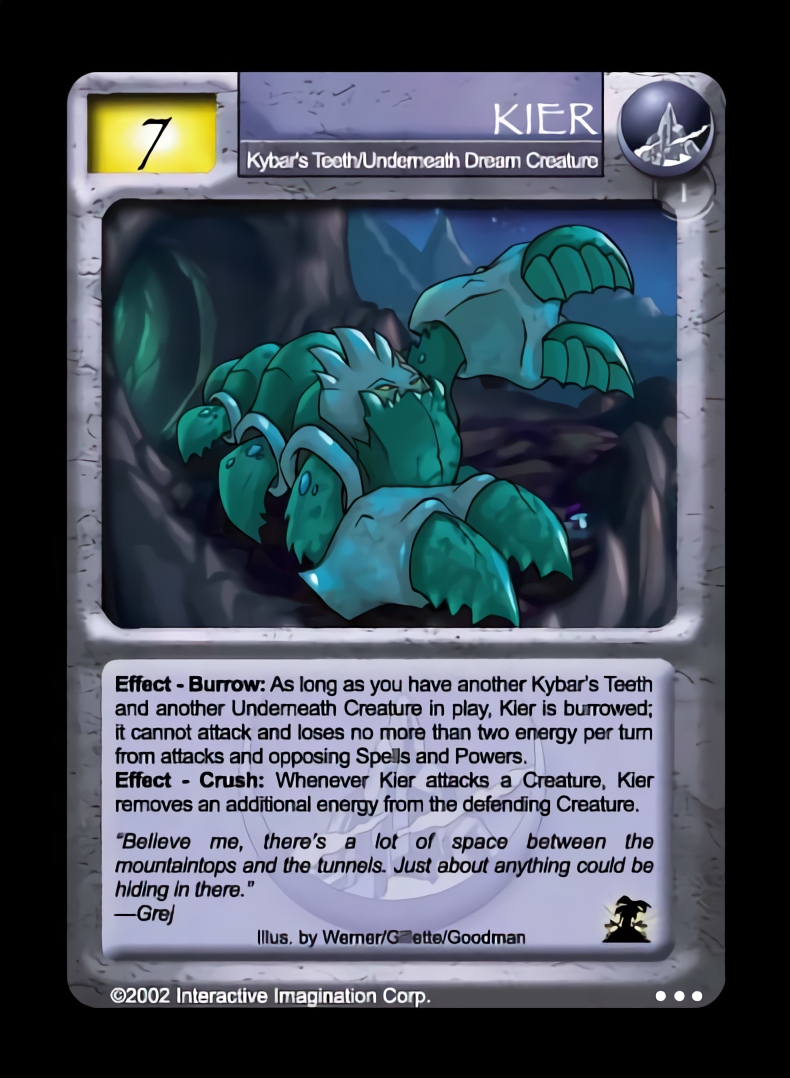 7
KIER
Kybar's Teeth/Underneath Dream Creature
Effect - Burrow: As long as you have another Kybar's Teeth
and another Underneath Creature in play, Kier is burrowed;
it cannot attack and loses no more than two energy per turn
from attacks and opposing Spells and Powers.
Effect - Crush: Whenever Kier attacks a Creature, Kier
removes an additional energy from the defending Creature.
"Believe me, there's a lot of space between the
mountaintops and the tunnels. Just about anything could be
hiding in there."
—Grej
Illus. by Werner/Goodman
©2002 Interactive Imagination Corp.